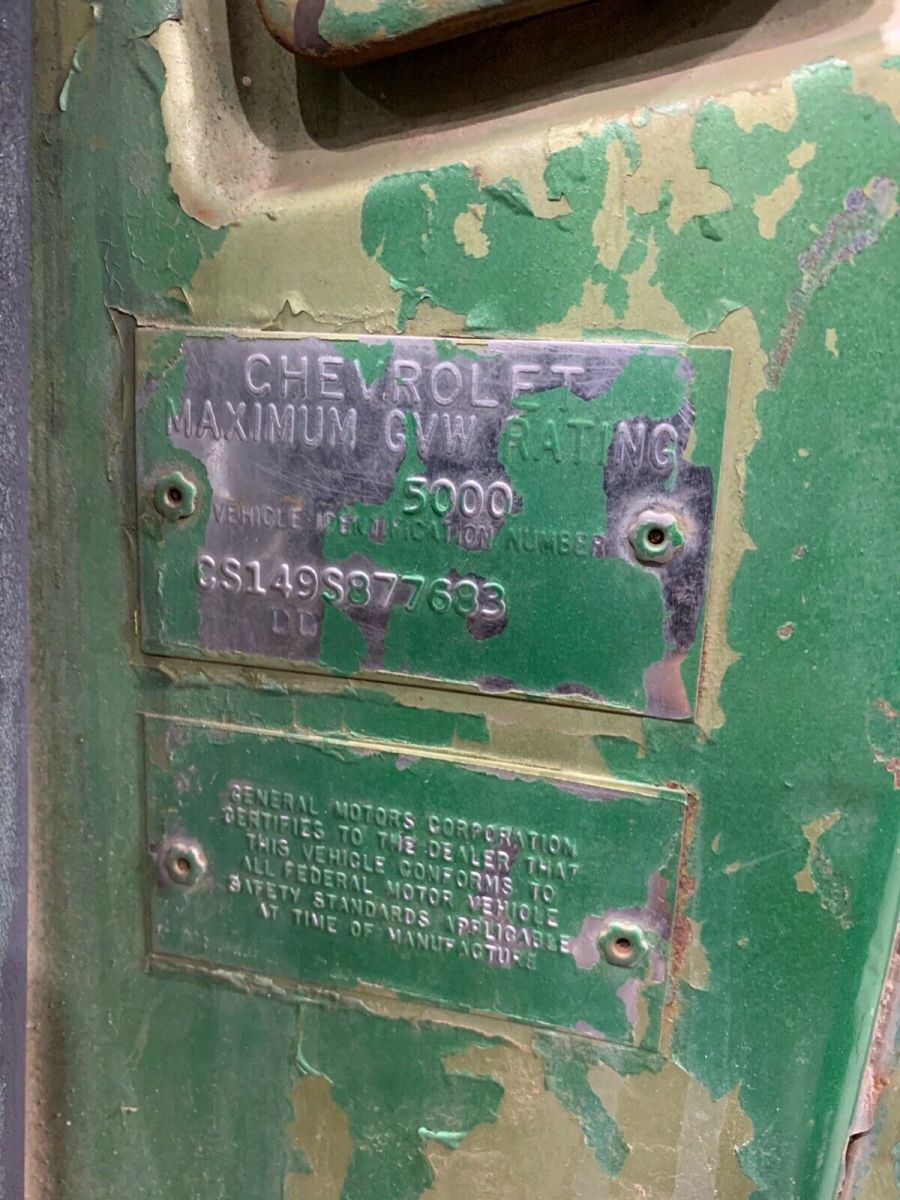 CHEVROLET
MAXIMUM GVW RATING
5000
VEHICLE IDENTIFICATION NUMBER
CS149S877683
DD
GENERAL MOTORS CORPORATION
CERTIFIES TO THE DEALER THAT
THIS VEHICLE CONFORMS TO
ALL FEDERAL MOTOR VEHICLE
SAFETY STANDARDS APPLICABLE
AT TIME OF MANUFACTURE